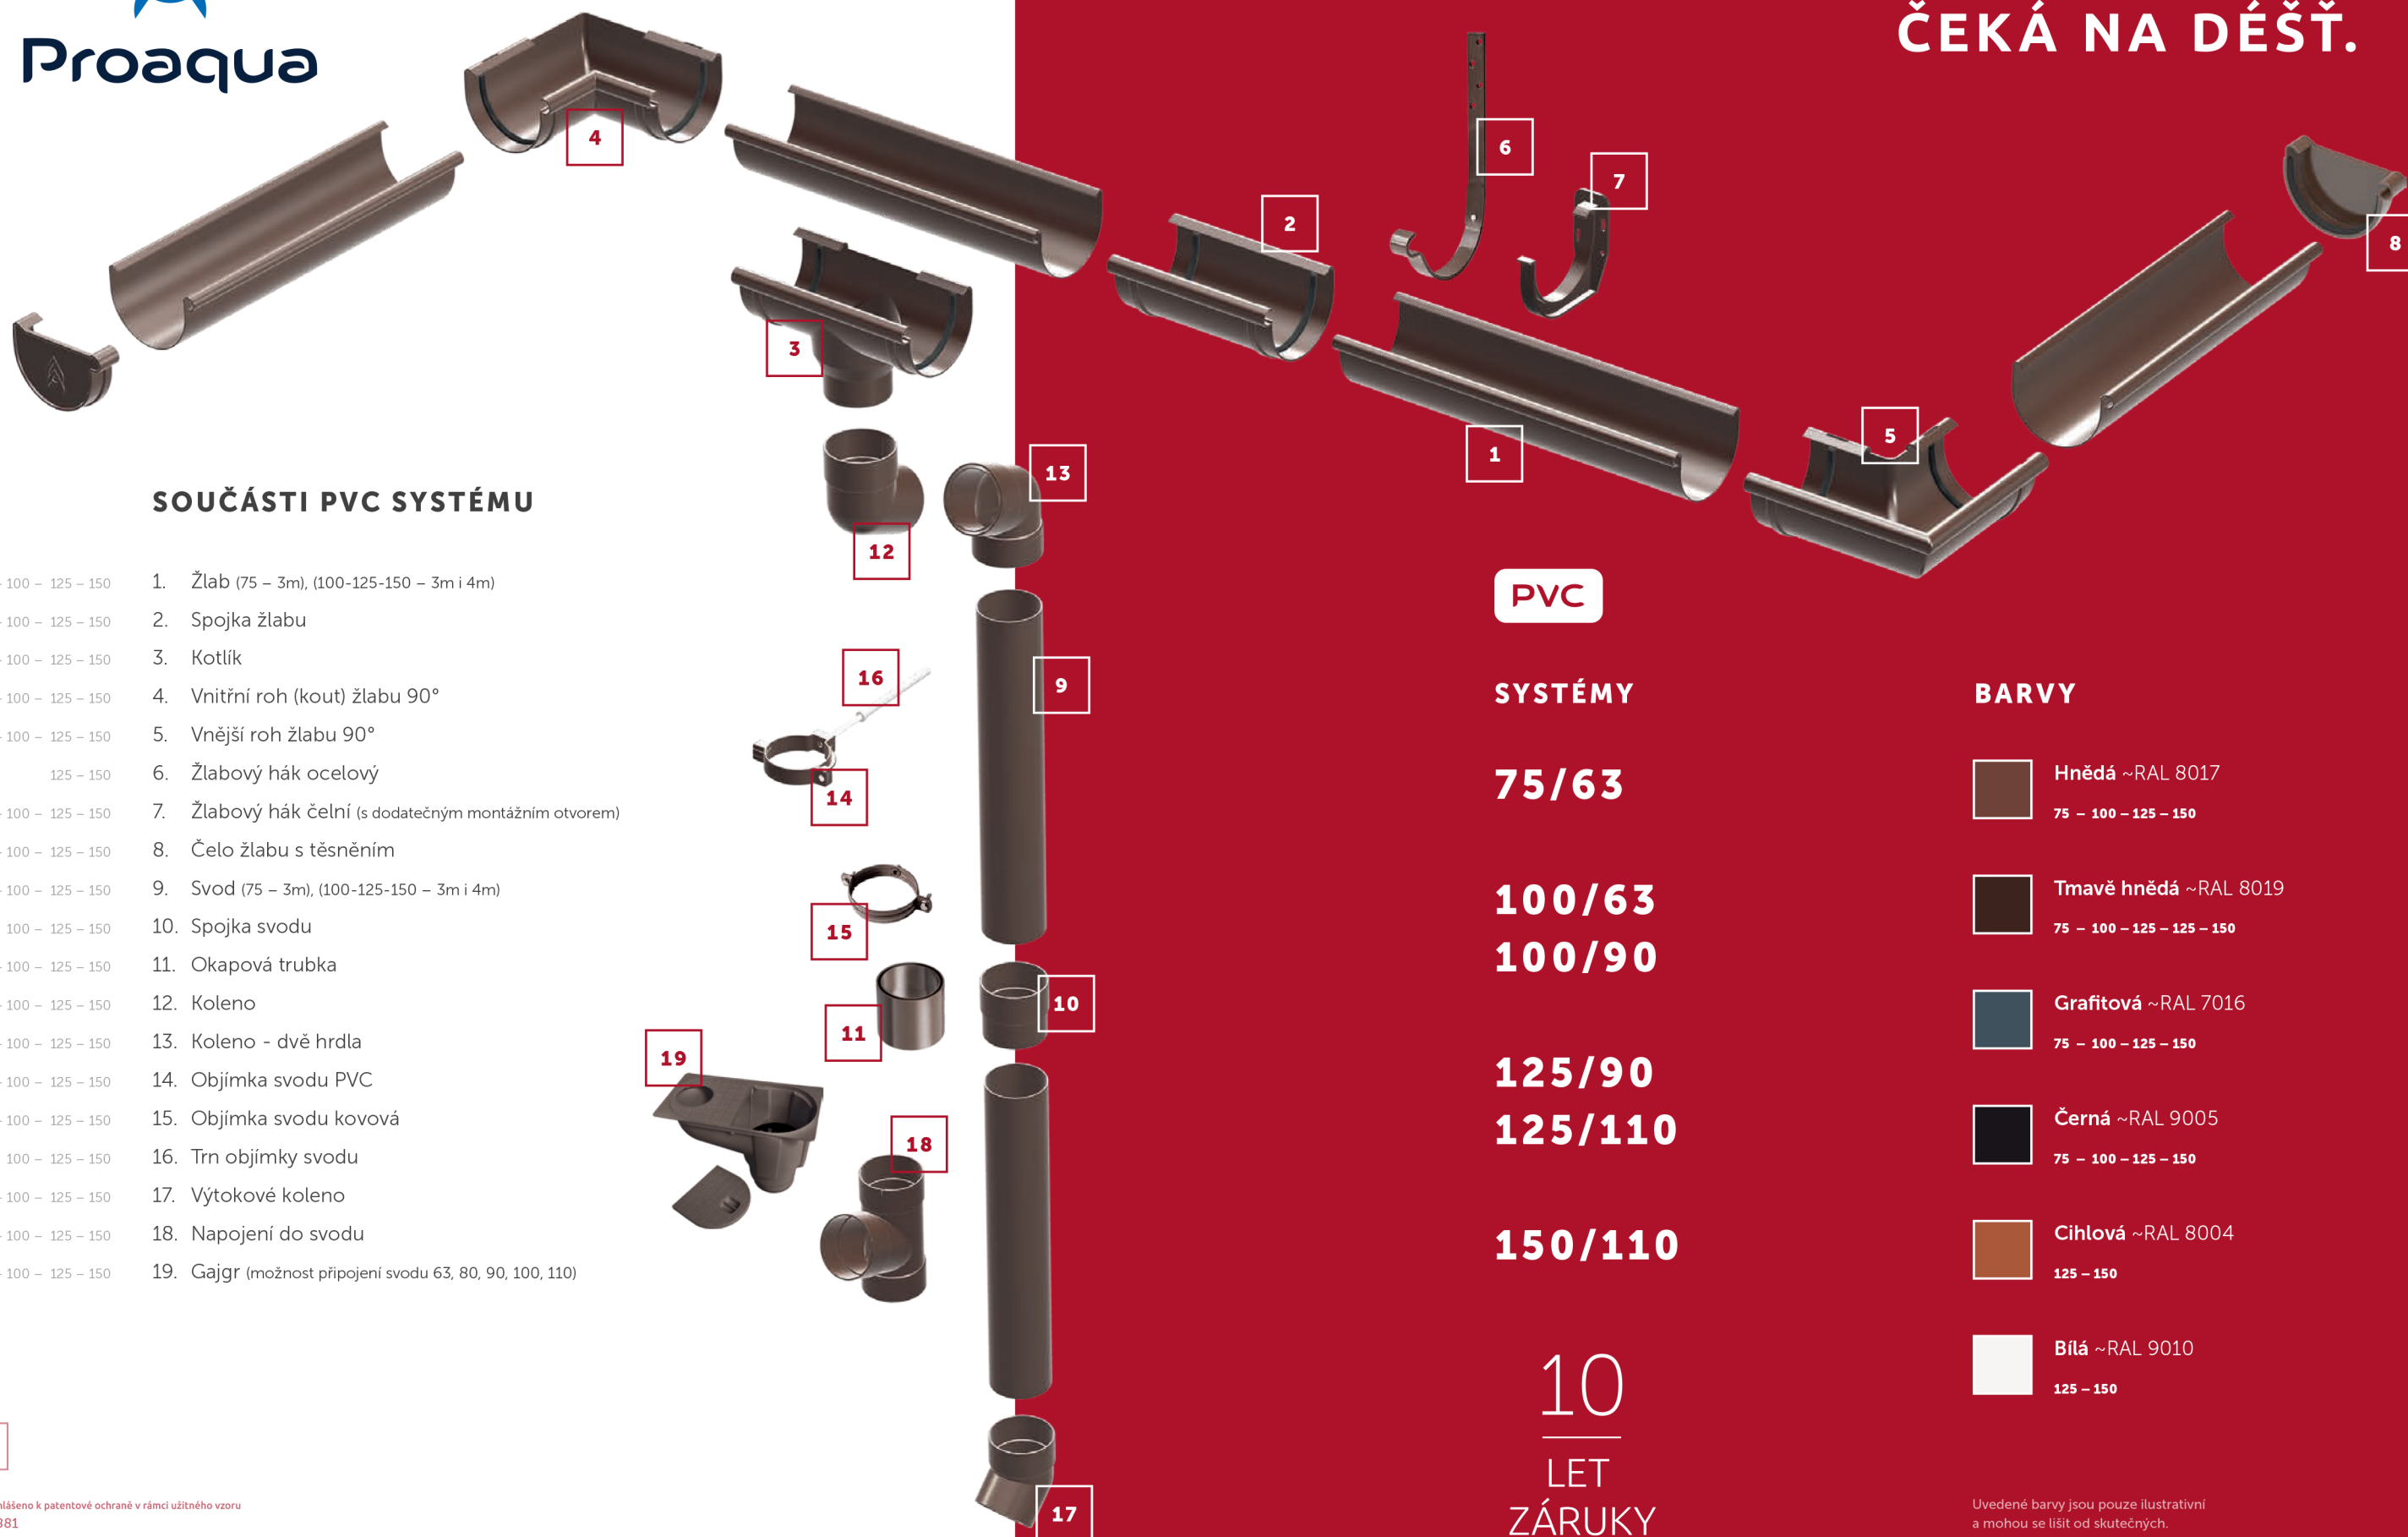 Proaqua
ČEKÁ NA DÉŠŤ.
4
6
7
2
8
3
1
5
13
12
16
9
14
15
10
11
19
18
17
SOUČÁSTI PVC SYSTÉMU
- 100 – 125 – 150 1. Žlab (75 – 3m), (100-125-150 – 3m i 4m)
- 100 – 125 – 150 2. Spojka žlabu
- 100 – 125 – 150 3. Kotlík
- 100 – 125 – 150 4. Vnitřní roh (kout) žlabu 90°
- 100 – 125 – 150 5. Vnější roh žlabu 90°
125 – 150 6. Žlabový hák ocelový
- 100 – 125 – 150 7. Žlabový hák čelní (s dodatečným montážním otvorem)
- 100 – 125 – 150 8. Čelo žlabu s těsněním
- 100 – 125 – 150 9. Svod (75 – 3m), (100-125-150 – 3m i 4m)
100 – 125 – 150 10. Spojka svodu
- 100 – 125 – 150 11. Okapová trubka
- 100 – 125 – 150 12. Koleno
- 100 – 125 – 150 13. Koleno - dvě hrdla
- 100 – 125 – 150 14. Objímka svodu PVC
- 100 – 125 – 150 15. Objímka svodu kovová
100 – 125 – 150 16. Trn objímky svodu
- 100 – 125 – 150 17. Výtokové koleno
- 100 – 125 – 150 18. Napojení do svodu
- 100 – 125 – 150 19. Gajgr (možnost připojení svodu 63, 80, 90, 100, 110)
k patentové ochraně v rámci užitného vzoru
381
PVC
SYSTÉMY
75/63
100/63
100/90
125/90
125/110
150/110
10
LET
ZÁRUKY
BARVY
Hnědá ~RAL 8017
75 – 100 – 125 – 150
Tmavě hnědá ~RAL 8019
75 – 100 – 125 – 125 – 150
Grafitová ~RAL 7016
75 – 100 – 125 – 150
Černá ~RAL 9005
75 – 100 – 125 – 150
Cihlová ~RAL 8004
125 – 150
Bílá ~RAL 9010
125 – 150
Uvedené barvy jsou pouze ilustrativní
a mohou se lišit od skutečných.